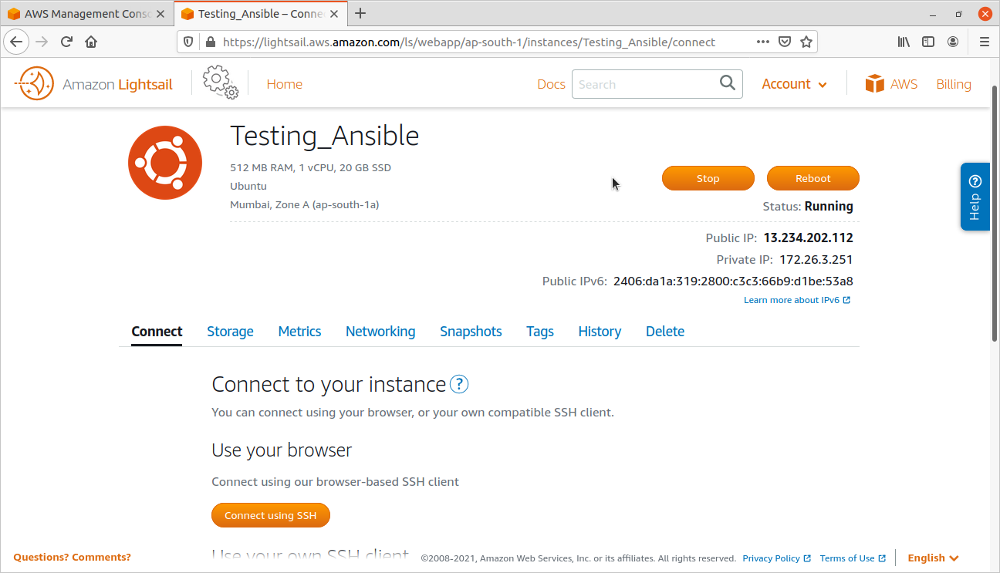 AWS Management Conso
Testing_Ansible – Conne
https://lightsail.aws.amazon.com/ls/webapp/ap-south-1/instances/Testing_Ansible/connect
Amazon Lightsail
Home
Docs
Search
Account
AWS
Billing
Testing_Ansible
512 MB RAM, 1 vCPU, 20 GB SSD
Ubuntu
Mumbai, Zone A (ap-south-1a)
Stop
Reboot
Status: Running
Help
Public IP: 13.234.202.112
Private IP: 172.26.3.251
Public IPv6: 2406:da1a:319:2800:c3c3:66b9:d1be:53a8
Learn more about IPv6
Connect
Storage
Metrics
Networking
Snapshots
Tags
History
Delete
Connect to your instance ?
You can connect using your browser, or your own compatible SSH client.
Use your browser
Connect using our browser-based SSH client
Connect using SSH
Use your own SSH client
Questions? Comments?
©2008-2021, Amazon Web Services, Inc. or its affiliates. All rights reserved.
Privacy Policy
Terms of Use
English